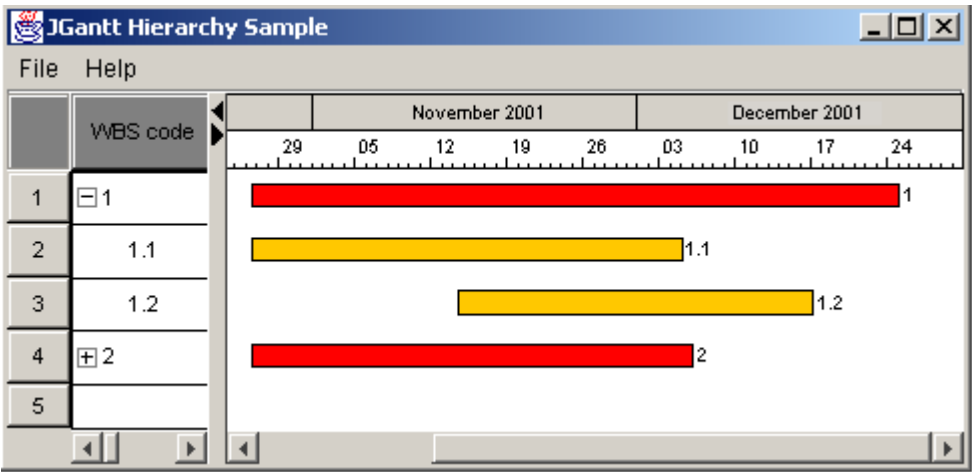 JGantt Hierarchy Sample
File Help
WBS code
November 2001 December 2001
29 05 12 19 26 03 10 17 24
1 1 1
2 1.1 1.1
3 1.2 1.2
4 2 2
5